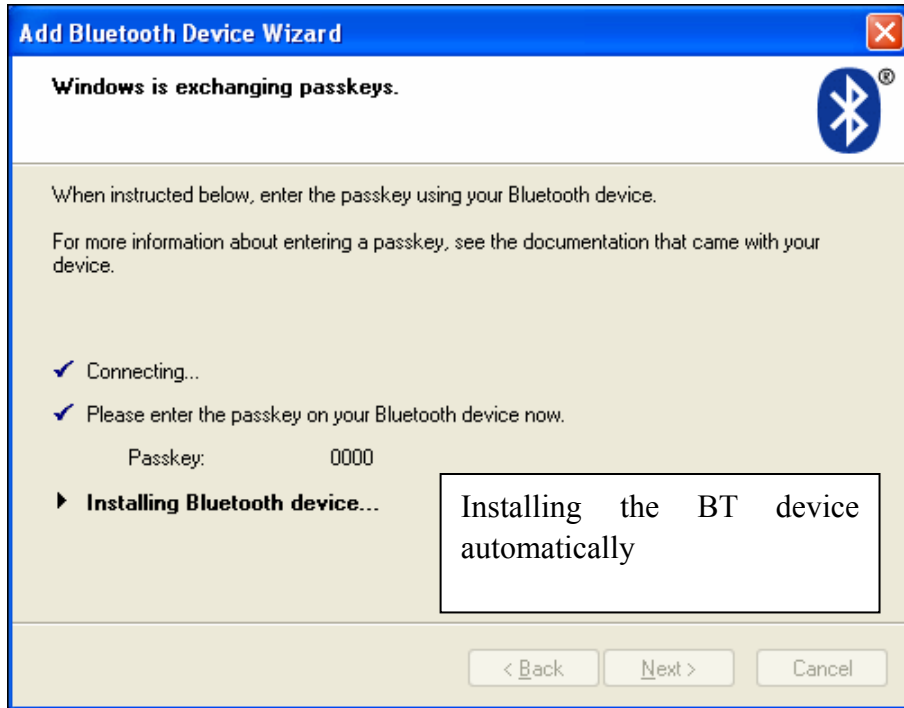 Add Bluetooth Device Wizard
Windows is exchanging passkeys.
®
When instructed below, enter the passkey using your Bluetooth device.
For more information about entering a passkey, see the documentation that came with your
device.
Connecting...
Please enter the passkey on your Bluetooth device now.
Passkey: 0000
Installing Bluetooth device...
Installing the BT device
automatically
< Back Next > Cancel